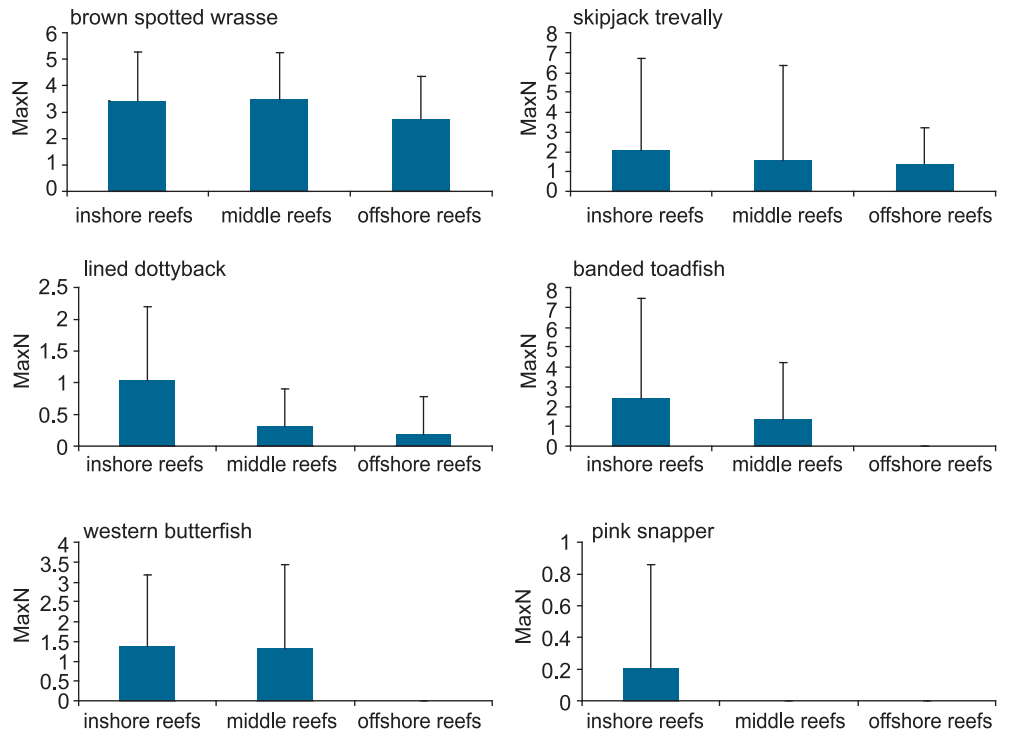 brown spotted wrasse
6
5
4
3
2
1
0
MaxN
inshore reefs middle reefs offshore reefs
skipjack trevally
8
7
6
5
4
3
2
1
0
MaxN
inshore reefs middle reefs offshore reefs
lined dottyback
2.5
2
1.5
1
0.5
0
MaxN
inshore reefs middle reefs offshore reefs
banded toadfish
8
7
6
5
4
3
2
1
0
MaxN
inshore reefs middle reefs offshore reefs
western butterfish
4
3.5
3
2.5
2
1.5
1
0.5
0
MaxN
inshore reefs middle reefs offshore reefs
pink snapper
1
0.8
0.6
0.4
0.2
0
MaxN
inshore reefs middle reefs offshore reefs